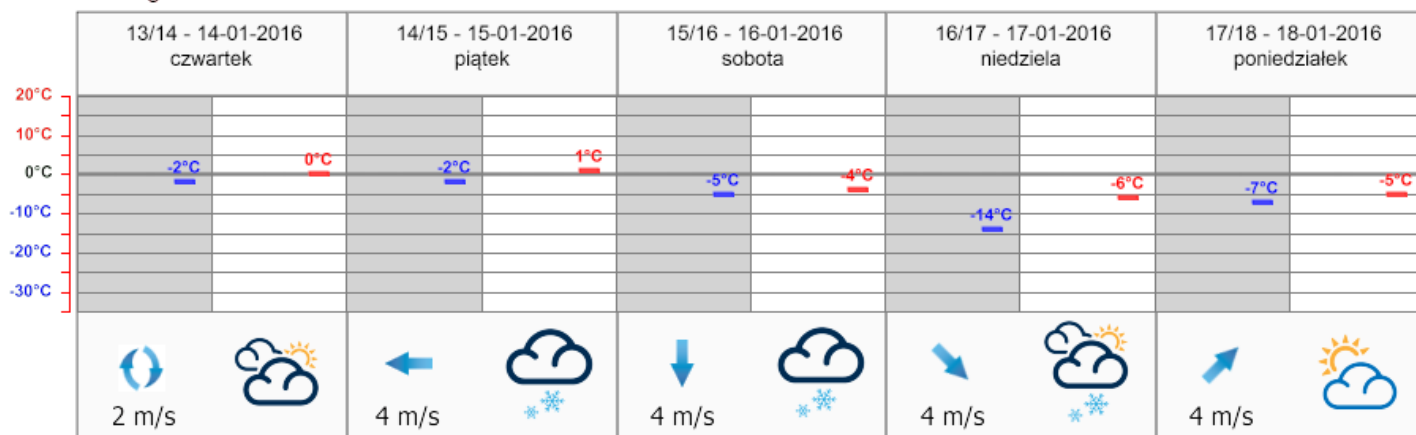 13/14 - 14-01-2016
czwartek
14/15 - 15-01-2016
piątek
15/16 - 16-01-2016
sobota
16/17 - 17-01-2016
niedziela
17/18 - 18-01-2016
poniedziałek
20°C
10°C
0°C
-10°C
-20°C
-30°C
-2°C
0°C
-2°C
1°C
-5°C
-4°C
-14°C
-6°C
-7°C
-5°C
2 m/s
4 m/s
4 m/s
4 m/s
4 m/s